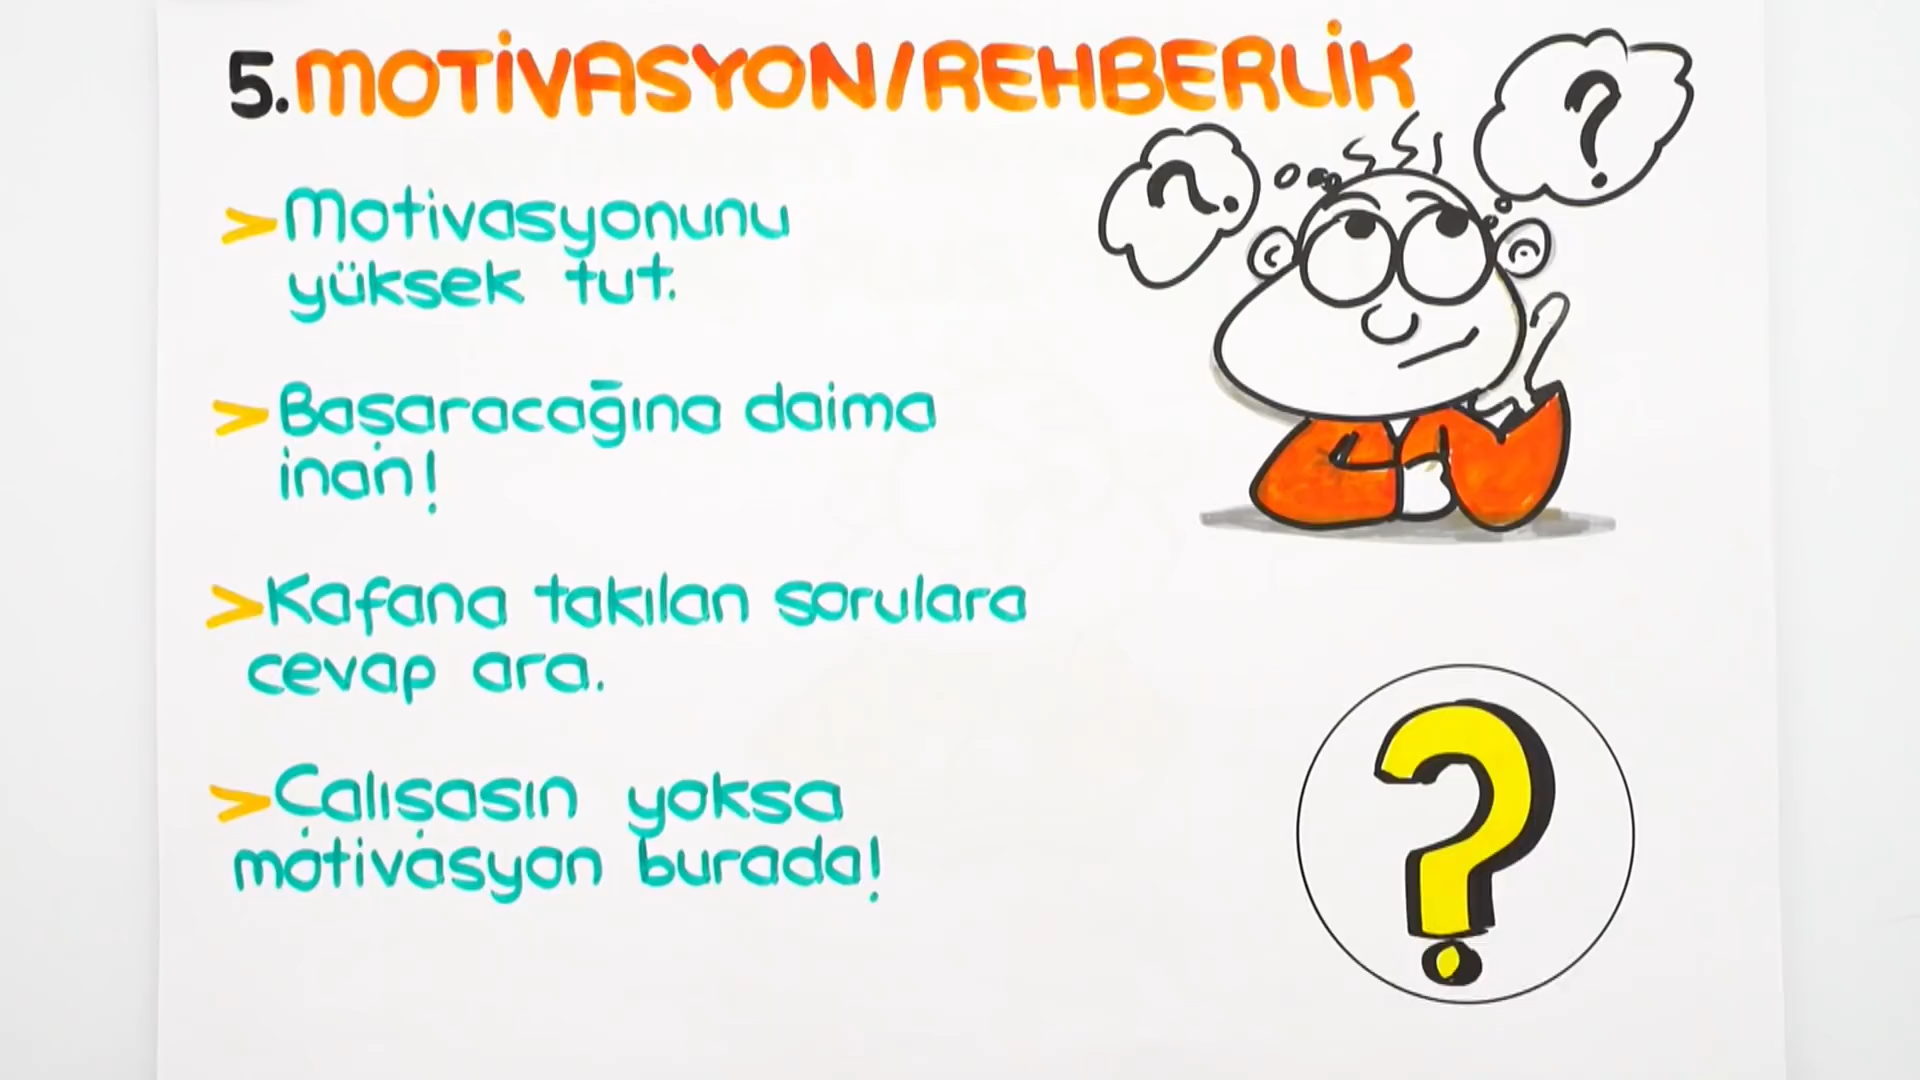 5.MOTİVASYON/REHBERLİK
?
?
>Motivasyonunu
yüksek tut.
>Başaracağına daima
inan!
>Kafana takılan sorulara
cevap ara.
>Çalışasın yoksa
motivasyon burada!
?